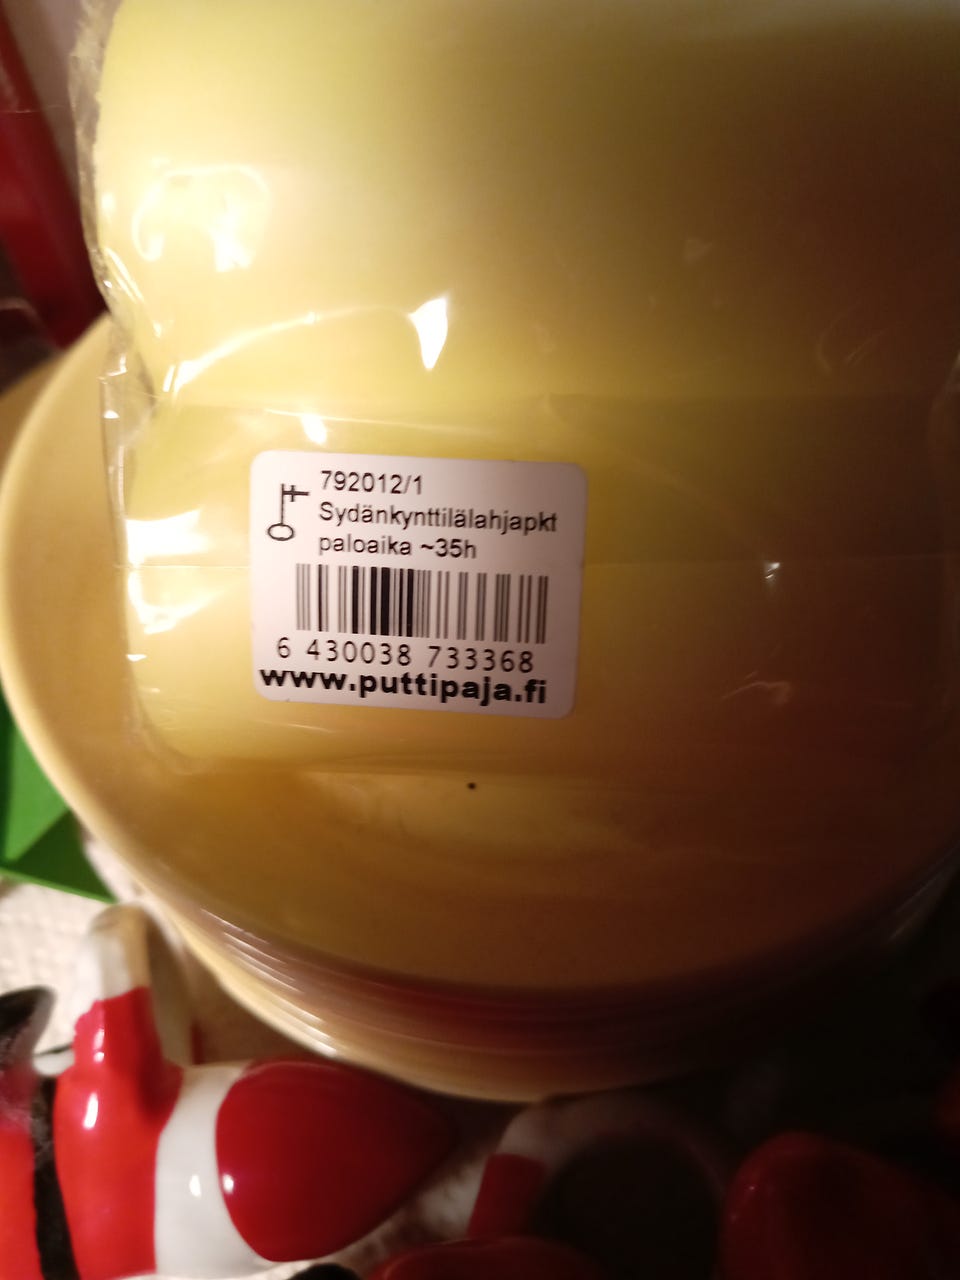 792012/1
Sydänkynttilälahjapkt
paloaika ~35h
6 430038 733368
www.puttipaja.fi